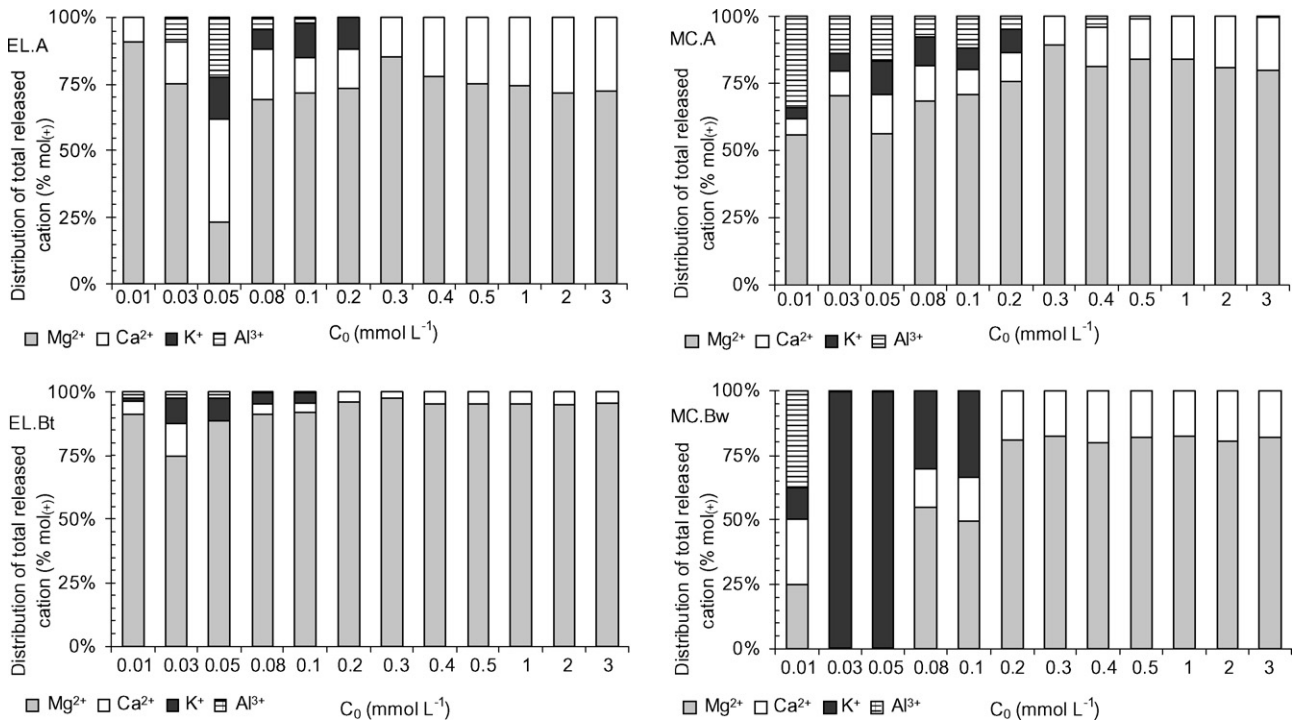 EL.A
Distribution of total released
cation (% mol(+))
100%
75%
50%
25%
0%
0.01 0.03 0.05 0.08 0.1 0.2 0.3 0.4 0.5 1 2 3
C₀ (mmol L⁻¹)
Mg²⁺ Ca²⁺ K⁺ Al³⁺
MC.A
Distribution of total released
cation (% mol(+))
100%
75%
50%
25%
0%
0.01 0.03 0.05 0.08 0.1 0.2 0.3 0.4 0.5 1 2 3
C₀ (mmol L⁻¹)
Mg²⁺ Ca²⁺ K⁺ Al³⁺
EL.Bt
Distribution of total released
cation (% mol(+))
100%
75%
50%
25%
0%
0.01 0.03 0.05 0.08 0.1 0.2 0.3 0.4 0.5 1 2 3
C₀ (mmol L⁻¹)
Mg²⁺ Ca²⁺ K⁺ Al³⁺
MC.Bw
Distribution of total released
cation (% mol(+))
100%
75%
50%
25%
0%
0.01 0.03 0.05 0.08 0.1 0.2 0.3 0.4 0.5 1 2 3
C₀ (mmol L⁻¹)
Mg²⁺ Ca²⁺ K⁺ Al³⁺